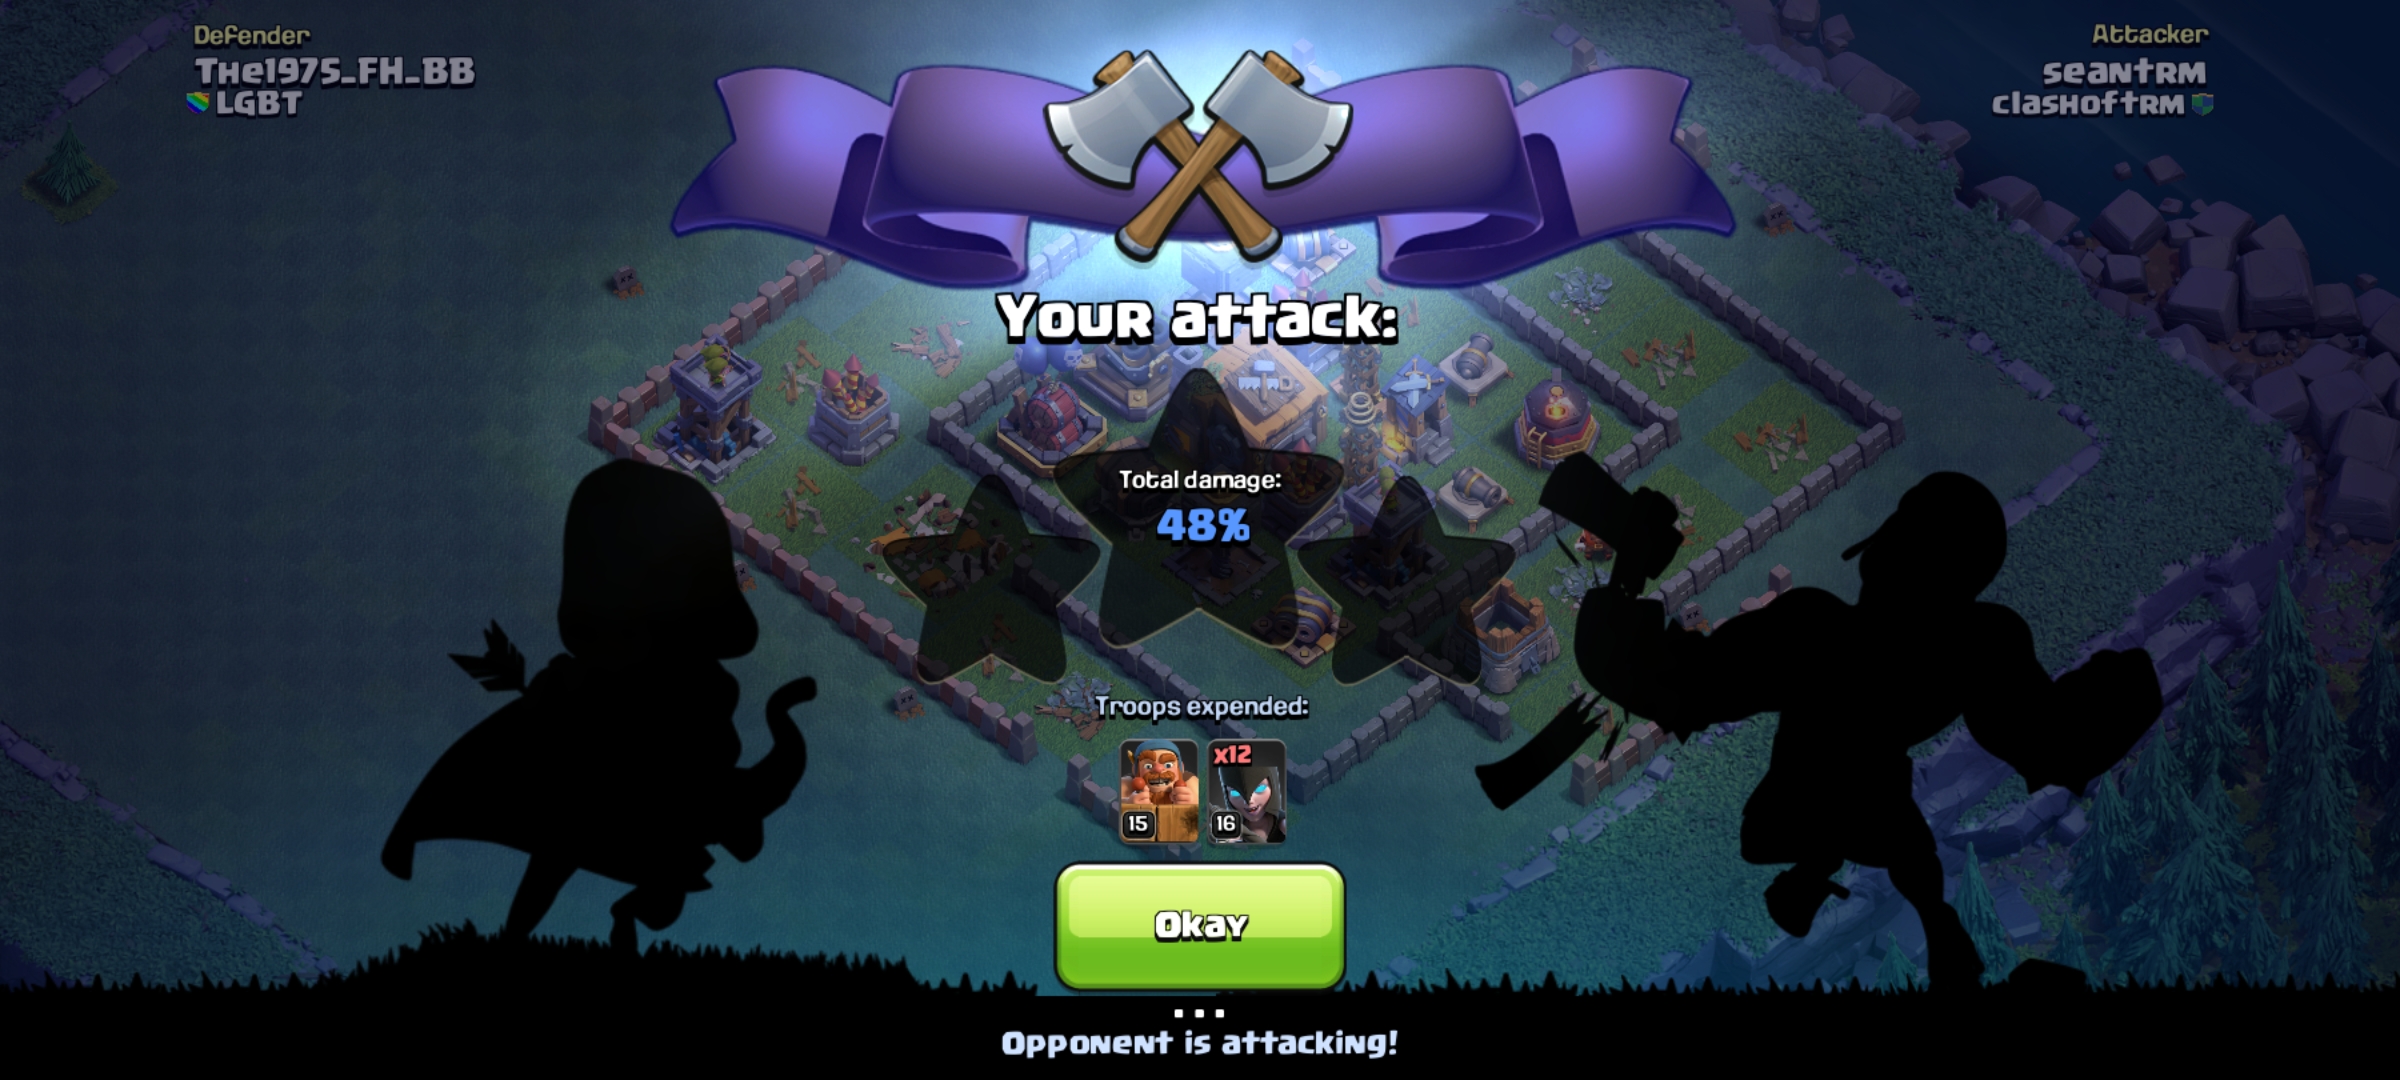 Defender
The1975_FH_BB
LGBT
Attacker
seantRM
clashoftRM
Your attack:
Total damage:
48%
Troops expended:
x12
15
16
Okay
...
Opponent is attacking!